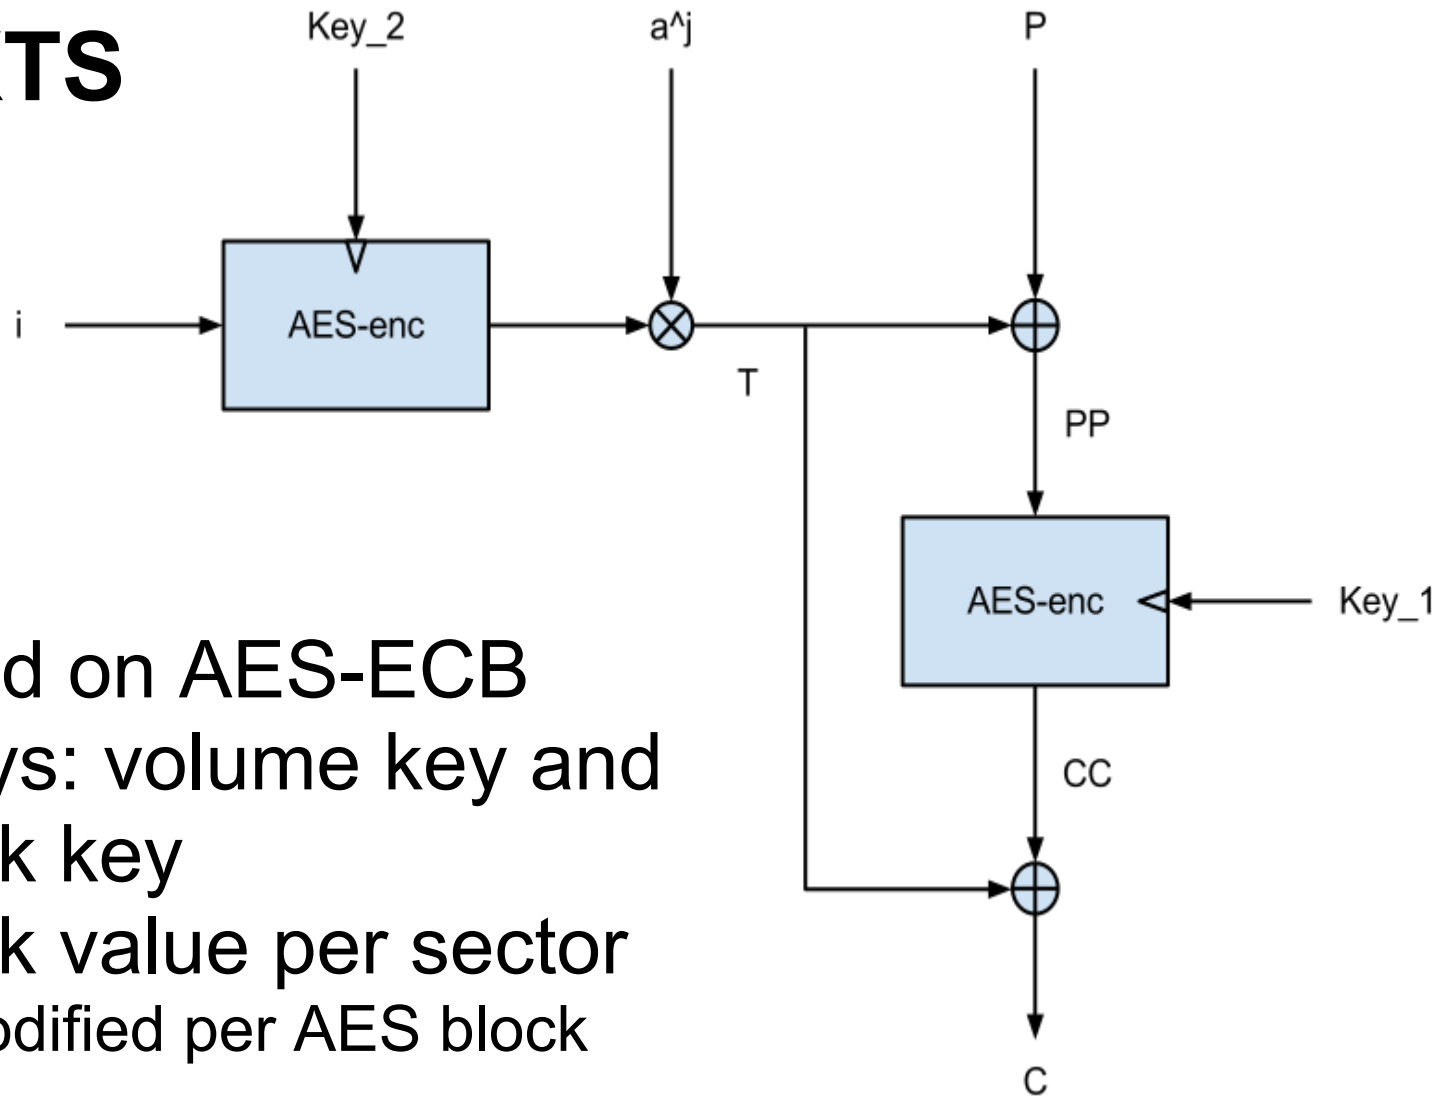 XTS
Key_2
a^j
P
i
AES-enc
T
PP
AES-enc
Key_1
CC
C
d on AES-ECB
ys: volume key and
k key
k value per sector
odified per AES block